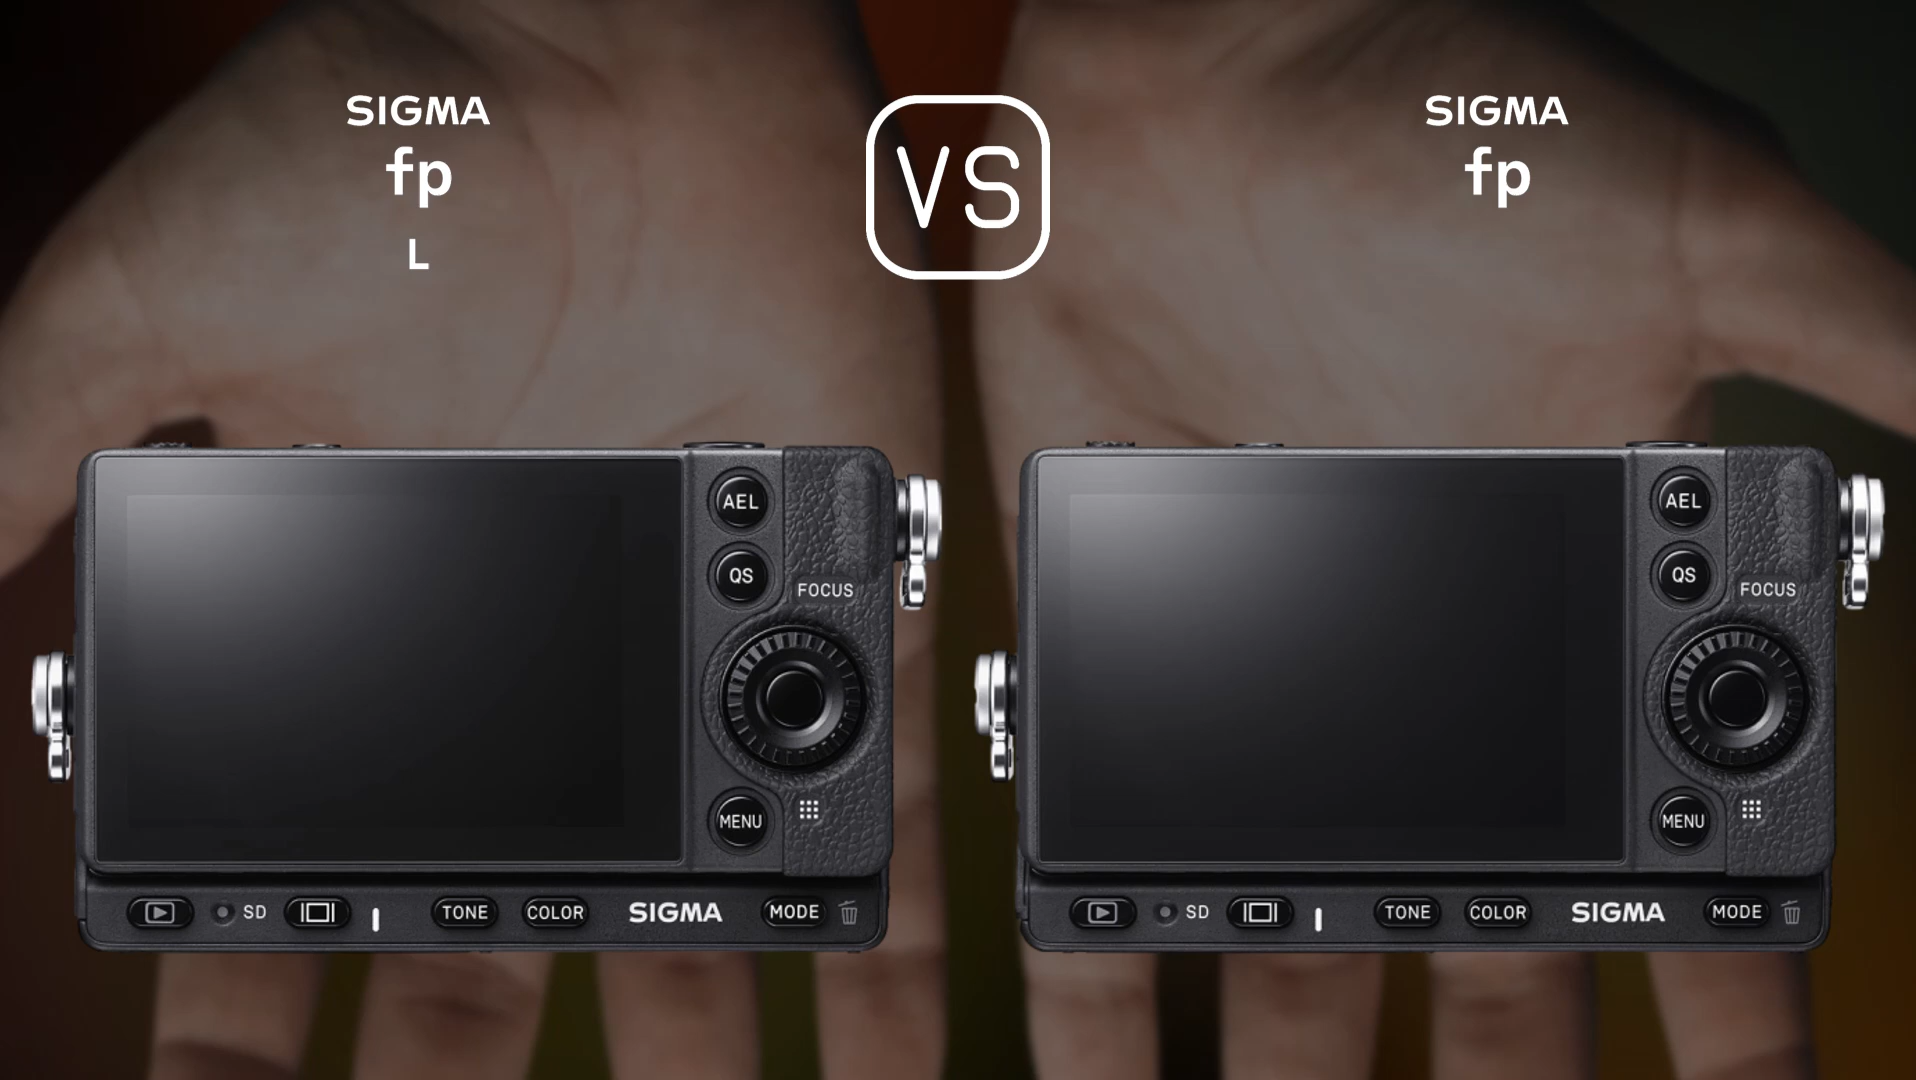 SIGMA
fp
L
VS
SIGMA
fp
AEL
QS
FOCUS
MENU
SD
TONE
COLOR
SIGMA
MODE
AEL
QS
FOCUS
MENU
SD
TONE
COLOR
SIGMA
MODE